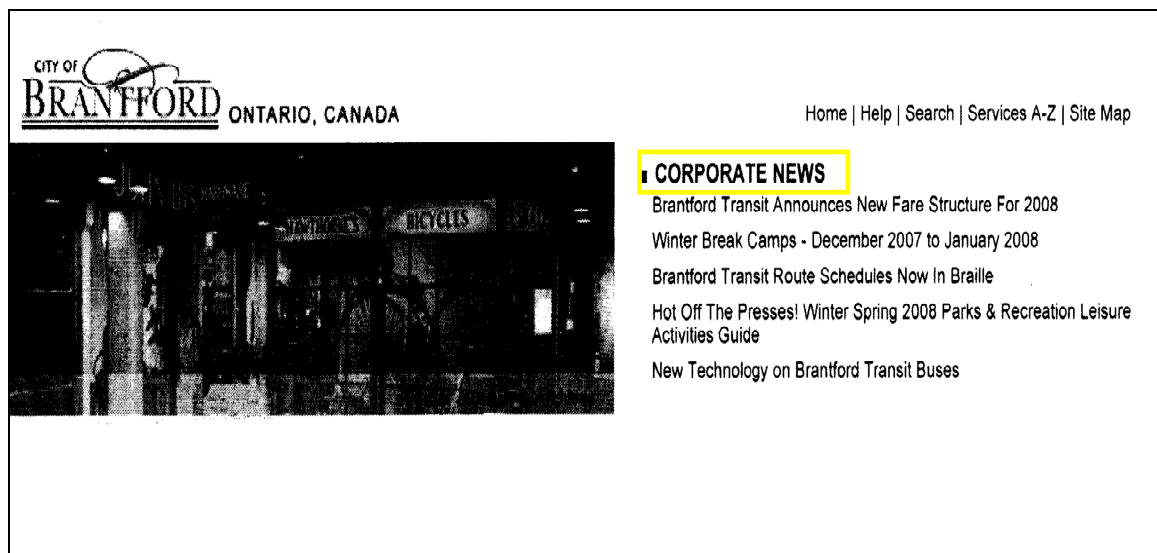 CITY OF
BRANTFORD ONTARIO, CANADA
Home | Help | Search | Services A-Z | Site Map
CORPORATE NEWS
Brantford Transit Announces New Fare Structure For 2008
Winter Break Camps - December 2007 to January 2008
Brantford Transit Route Schedules Now In Braille
Hot Off The Presses! Winter Spring 2008 Parks & Recreation Leisure
Activities Guide
New Technology on Brantford Transit Buses
HAWTHORNE'S
BICYCLES